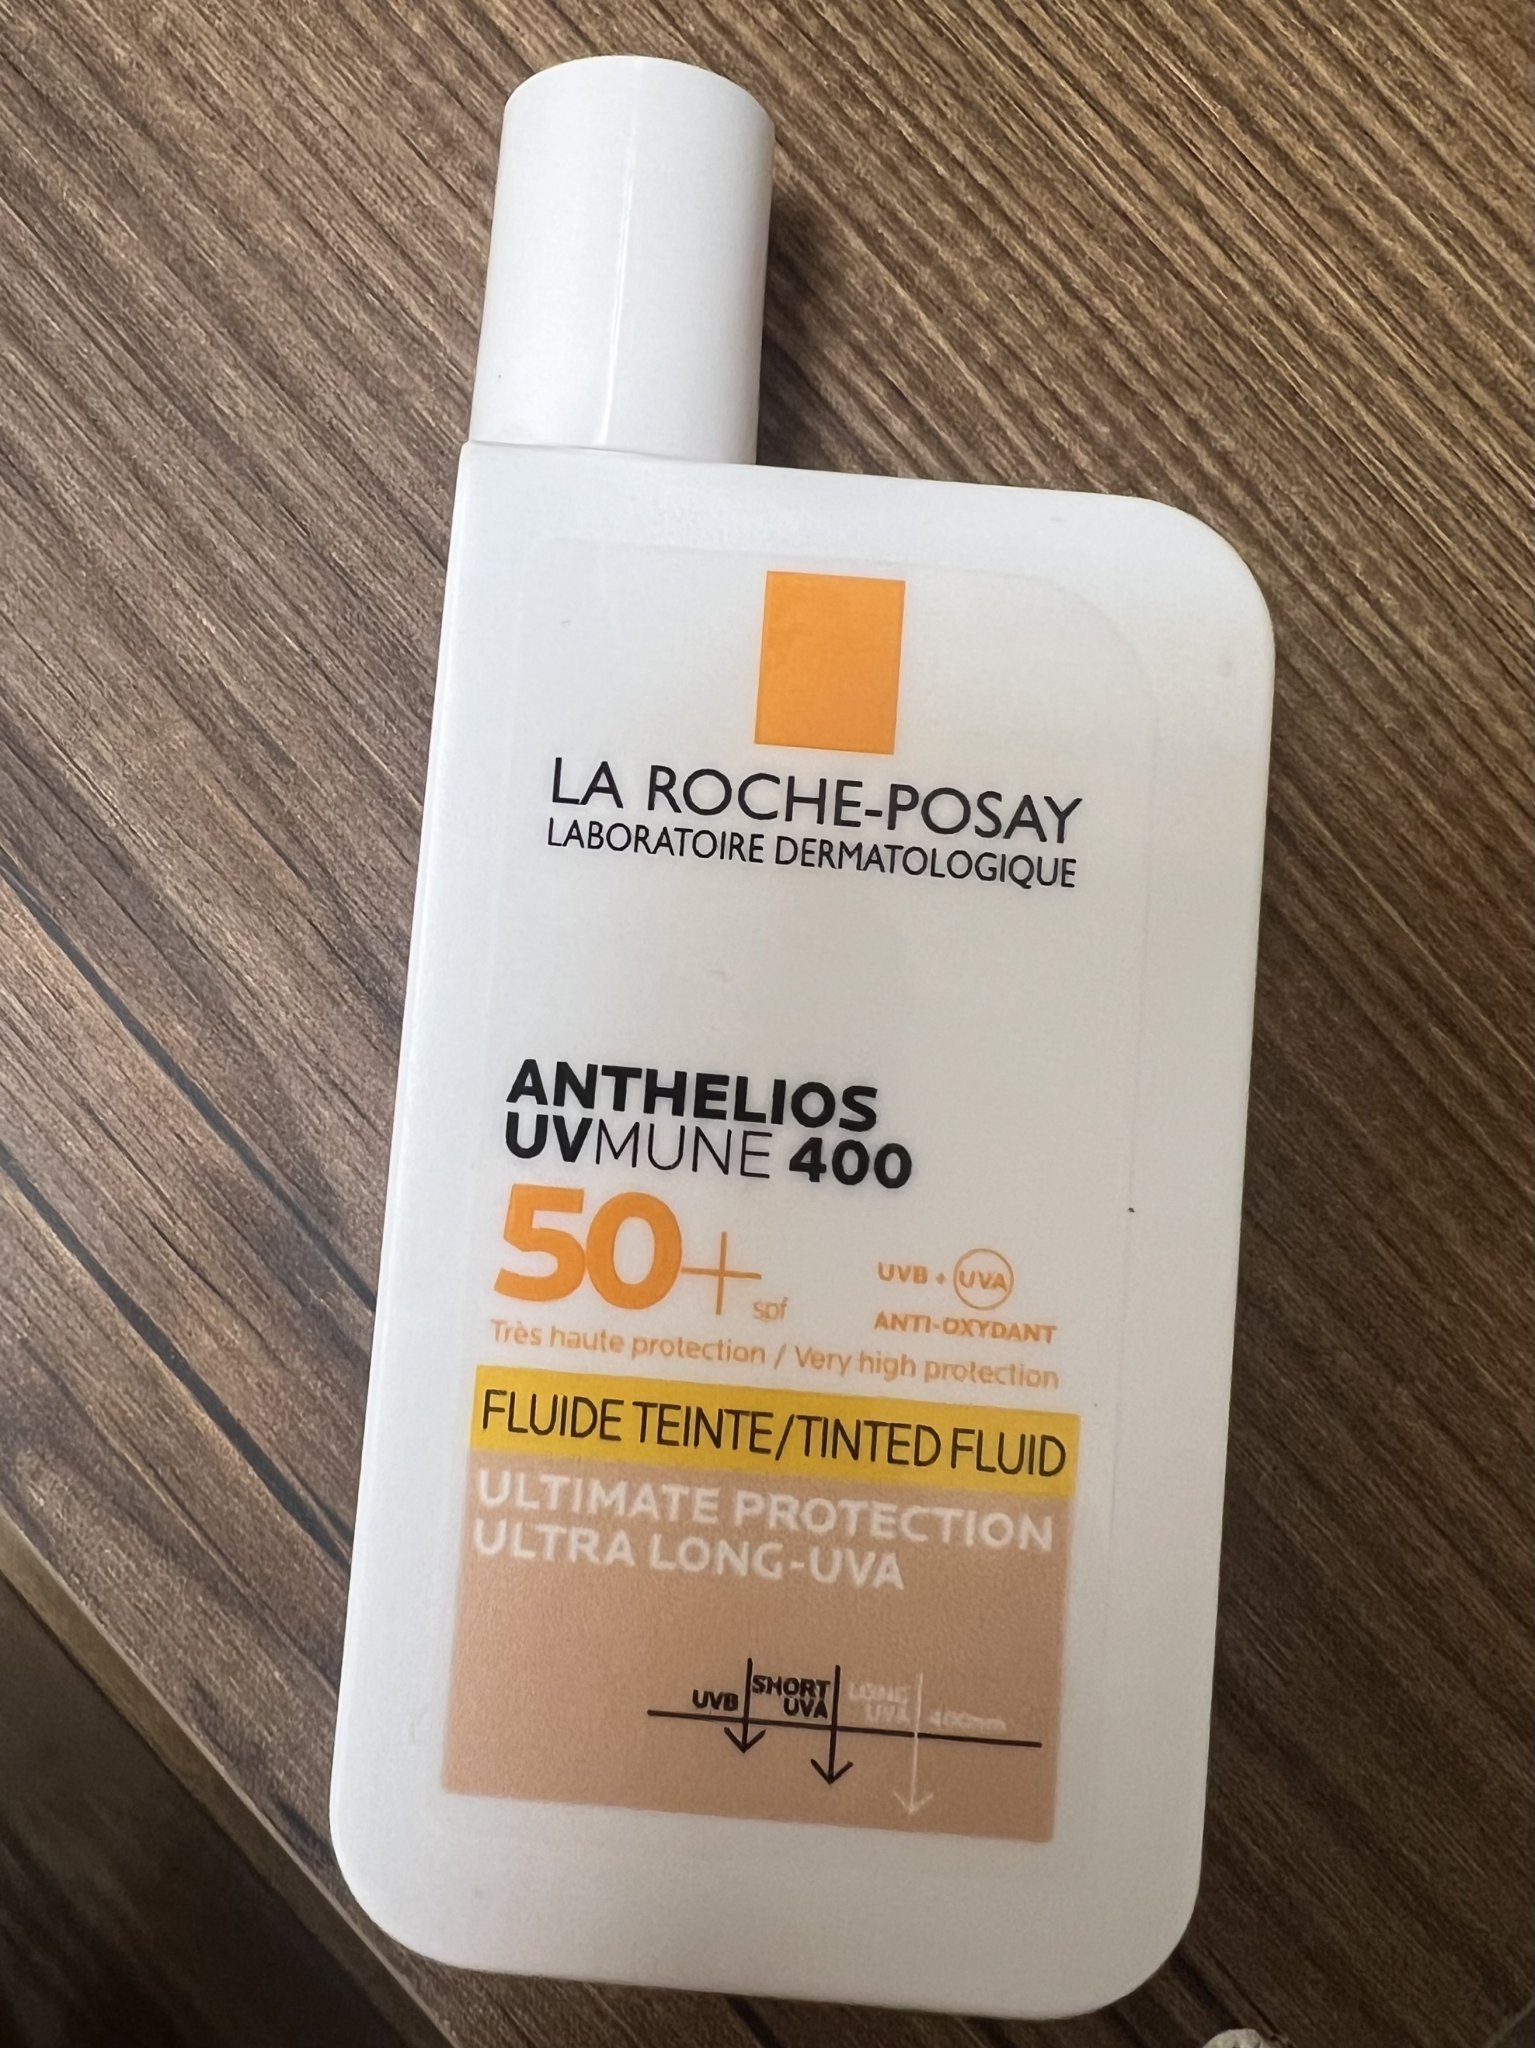 LA ROCHE-POSAY
LABORATOIRE DERMATOLOGIQUE
ANTHELIOS
UVMUNE 400
50+ spf
UVB + UVA
ANTI-OXYDANT
Très haute protection / Very high protection
FLUIDE TEINTE/TINTED FLUID
ULTIMATE PROTECTION
ULTRA LONG-UVA
UVB
SHORT
UVA
LONG
UVA
400nm